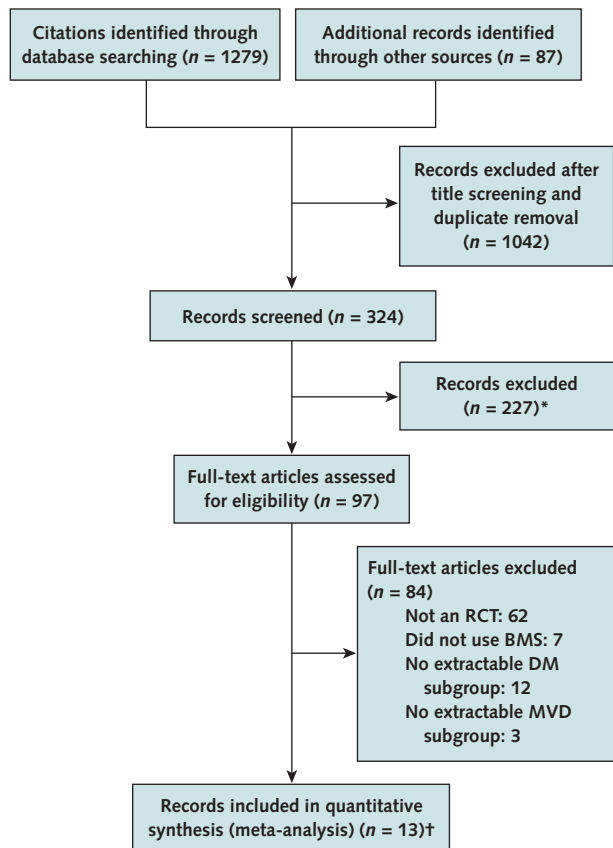 Citations identified through
database searching (n = 1279)
Additional records identified
through other sources (n = 87)
Records excluded after
title screening and
duplicate removal
(n = 1042)
Records screened (n = 324)
Records excluded
(n = 227)*
Full-text articles assessed
for eligibility (n = 97)
Full-text articles excluded
(n = 84)
Not an RCT: 62
Did not use BMS: 7
No extractable DM
subgroup: 12
No extractable MVD
subgroup: 3
Records included in quantitative
synthesis (meta-analysis) (n = 13)†